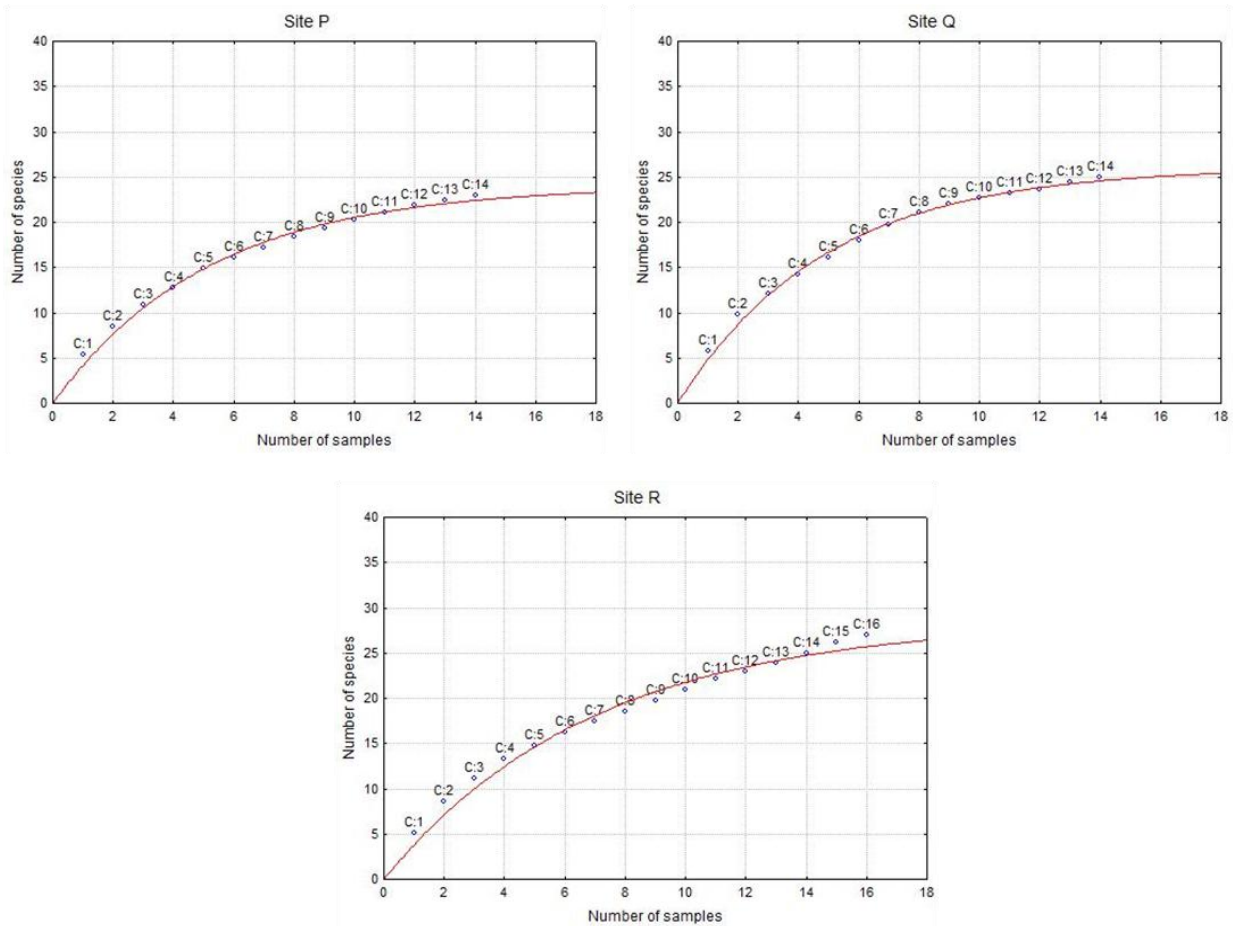 Site P
40
35
30
25
20
15
10
5
0
Number of species
C:1
C:2
C:3
C:4
C:5
C:6
C:7
C:8
C:9
C:10
C:11
C:12
C:13
C:14
0 2 4 6 8 10 12 14 16 18
Number of samples
Site Q
40
35
30
25
20
15
10
5
0
Number of species
C:1
C:2
C:3
C:4
C:5
C:6
C:7
C:8
C:9
C:10
C:11
C:12
C:13
C:14
0 2 4 6 8 10 12 14 16 18
Number of samples
Site R
40
35
30
25
20
15
10
5
0
Number of species
C:1
C:2
C:3
C:4
C:5
C:6
C:7
C:8
C:9
C:10
C:11
C:12
C:13
C:14
C:15
C:16
0 2 4 6 8 10 12 14 16 18
Number of samples